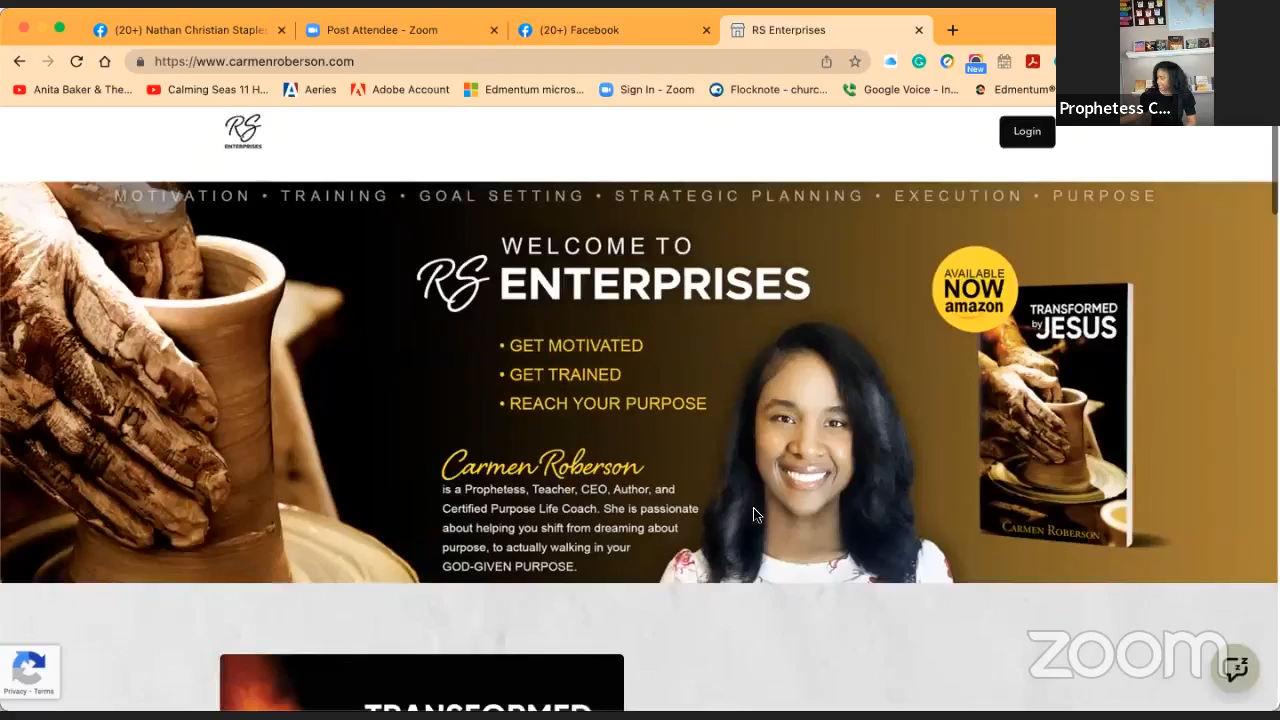 (20+) Nathan Christian Staple
Post Attendee - Zoom
(20+) Facebook
RS Enterprises
https://www.carmenroberson.com
New
Anita Baker & The...
Calming Seas 11 H...
Aeries
Adobe Account
Edmentum micros...
Sign In - Zoom
Flocknote - churc...
Google Voice - In...
Edmentum®
Prophetess C...
RS
ENTERPRISES
Login
MOTIVATION • TRAINING • GOAL SETTING • STRATEGIC PLANNING • EXECUTION • PURPOSE
WELCOME TO
RS ENTERPRISES
• GET MOTIVATED
• GET TRAINED
• REACH YOUR PURPOSE
Carmen Roberson
is a Prophetess, Teacher, CEO, Author, and
Certified Purpose Life Coach. She is passionate
about helping you shift from dreaming about
purpose, to actually walking in your
GOD-GIVEN PURPOSE.
AVAILABLE
NOW
amazon
TRANSFORMED
by JESUS
CARMEN ROBERSON
TRANSFORMED
Privacy - Terms
zoom